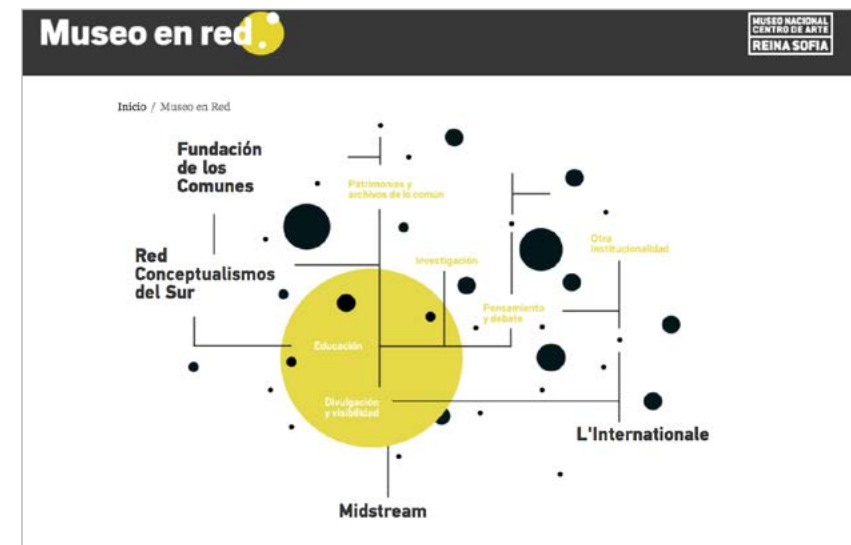 Museo en red
MUSEO NACIONAL
CENTRO DE ARTE
REINA SOFIA
Inicio / Museo en Red
Fundación
de los
Comunes
Patrimonios y
archivos de lo común
Otra
institucionalidad
Red
Conceptualismos
del Sur
Investigación
Pensamiento
y debate
Educación
Divulgación
y visibilidad
L'Internationale
Midstream